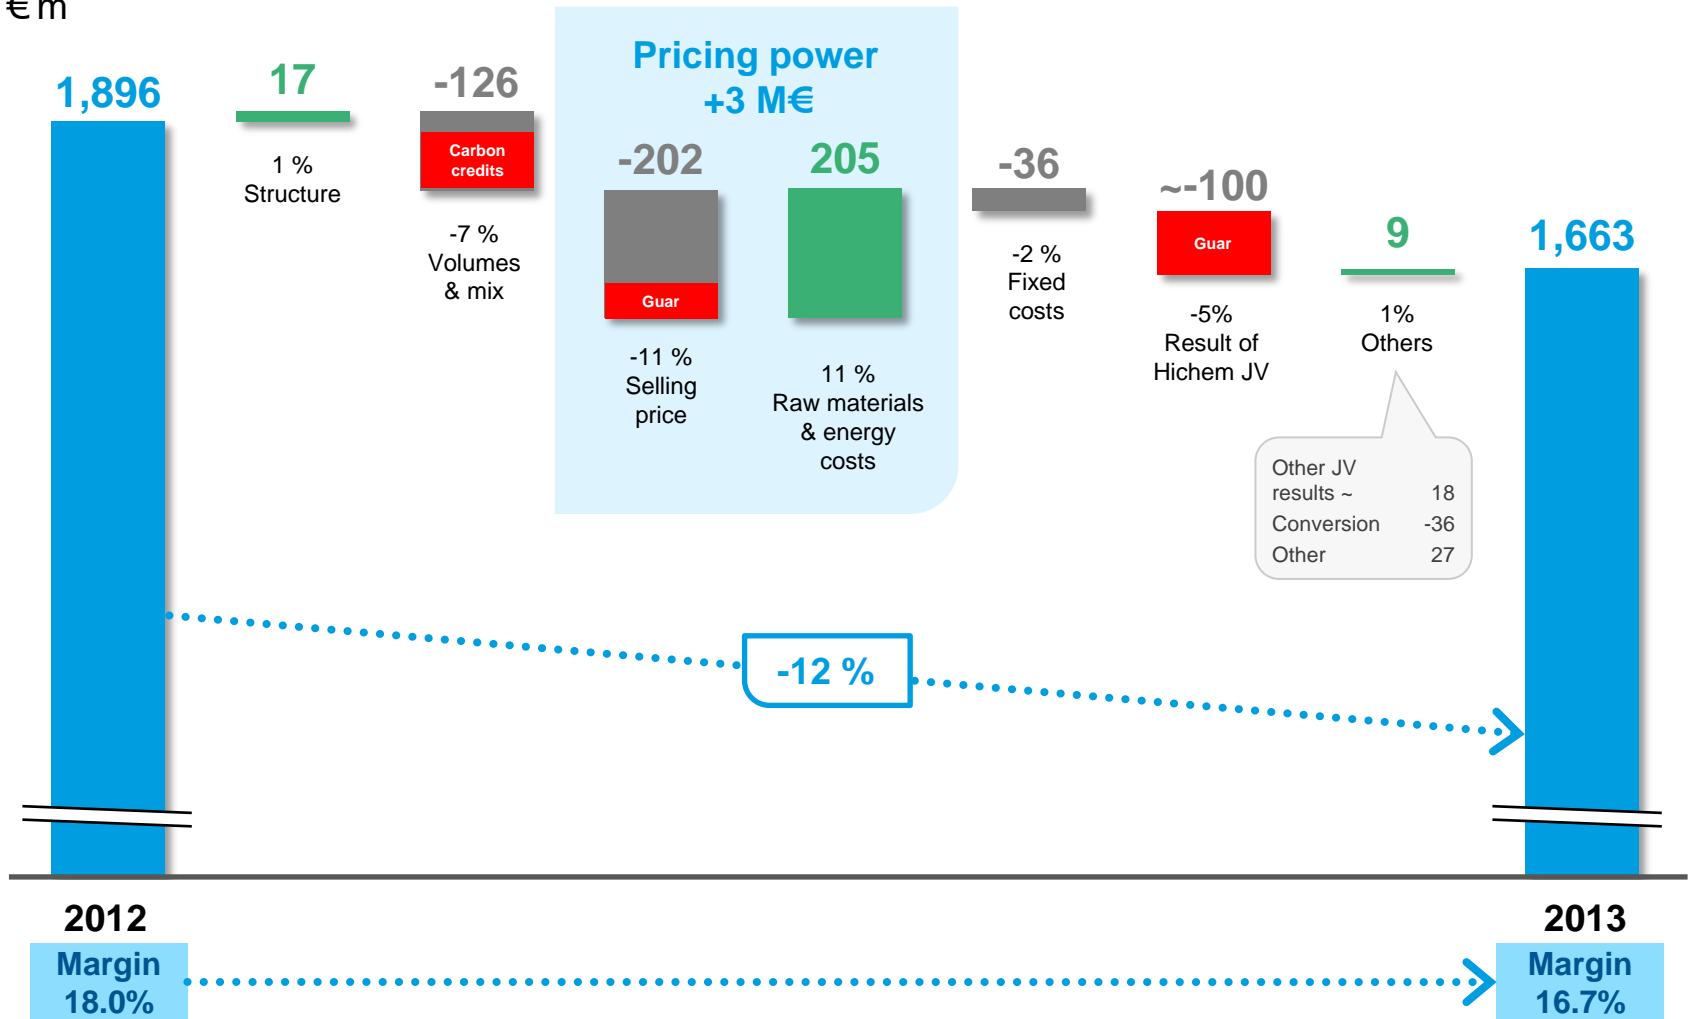 €m
1,896
17
1 %
Structure
-126
Carbon
credits
-7 %
Volumes
& mix
Pricing power
+3 M€
-202
Guar
-11 %
Selling
price
205
11 %
Raw materials
& energy
costs
-36
-2 %
Fixed
costs
~-100
Guar
-5%
Result of
Hichem JV
9
1%
Others
Other JV
results ~ 18
Conversion -36
Other 27
1,663
-12 %
2012
Margin
18.0%
2013
Margin
16.7%